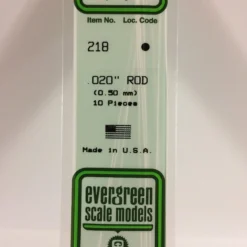 Item No. Loc. Code
218
.020" ROD
(0.50 mm)
10 Pieces
Made in U.S.A.
evergreen
scale models